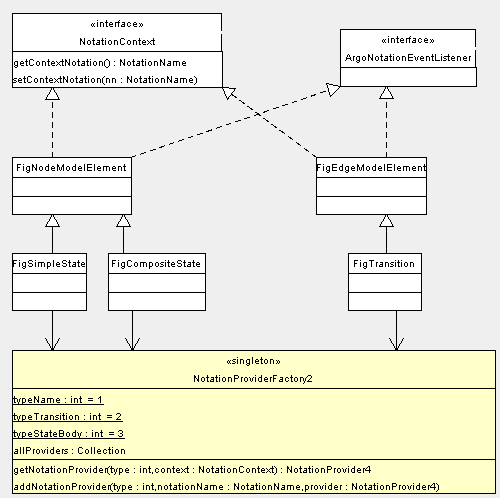 «interface»
NotationContext
getContextNotation() : NotationName
setContextNotation(nn : NotationName)
«interface»
ArgoNotationEventListener
FigNodeModelElement
FigEdgeModelElement
FigSimpleState
FigCompositeState
FigTransition
«singleton»
NotationProviderFactory2
typeName : int = 1
typeTransition : int = 2
typeStateBody : int = 3
allProviders : Collection
getNotationProvider(type : int,context : NotationContext) : NotationProvider4
addNotationProvider(type : int,notationName : NotationName,provider : NotationProvider4)